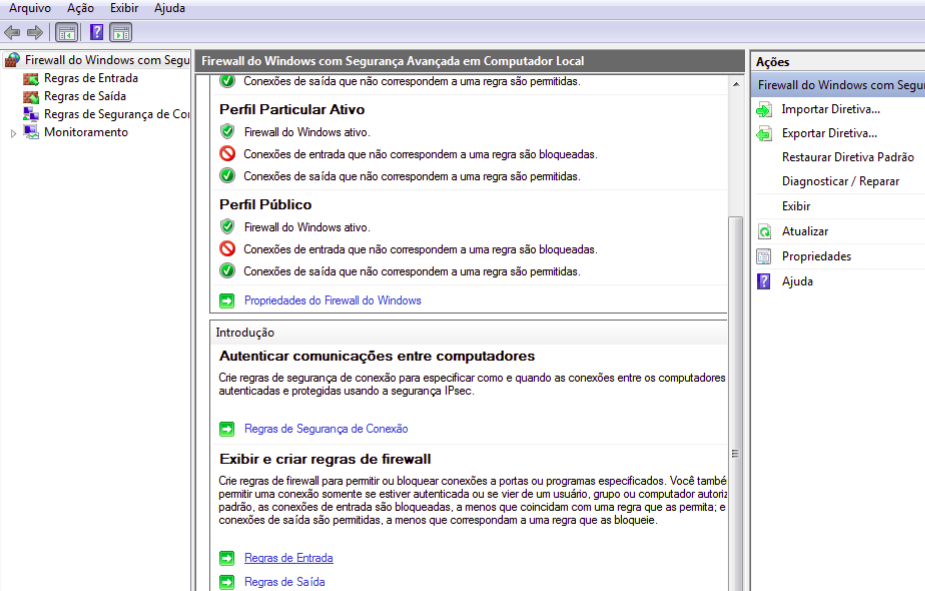 Arquivo Ação Exibir Ajuda
Firewall do Windows com Segu
Regras de Entrada
Regras de Saída
Regras de Segurança de Co
Monitoramento
Firewall do Windows com Segurança Avançada em Computador Local
Conexões de saída que não correspondem a uma regra são permitidas.
Perfil Particular Ativo
Firewall do Windows ativo.
Conexões de entrada que não correspondem a uma regra são bloqueadas.
Conexões de saída que não correspondem a uma regra são permitidas.
Perfil Público
Firewall do Windows ativo.
Conexões de entrada que não correspondem a uma regra são bloqueadas.
Conexões de saída que não correspondem a uma regra são permitidas.
Propriedades do Firewall do Windows
Introdução
Autenticar comunicações entre computadores
Crie regras de segurança de conexão para especificar como e quando as conexões entre os computadores
autenticadas e protegidas usando a segurança IPsec.
Regras de Segurança de Conexão
Exibir e criar regras de firewall
Crie regras de firewall para permitir ou bloquear conexões a portas ou programas especificados. Você també
permitir uma conexão somente se estiver autenticada ou se vier de um usuário, grupo ou computador autoriz
padrão, as conexões de entrada são bloqueadas, a menos que coincidam com uma regra que as permita; e
conexões de saída são permitidas, a menos que correspondam a uma regra que as bloqueie.
Regras de Entrada
Regras de Saída
Ações
Firewall do Windows com Segur
Importar Diretiva...
Exportar Diretiva...
Restaurar Diretiva Padrão
Diagnosticar / Reparar
Exibir
Atualizar
Propriedades
Ajuda